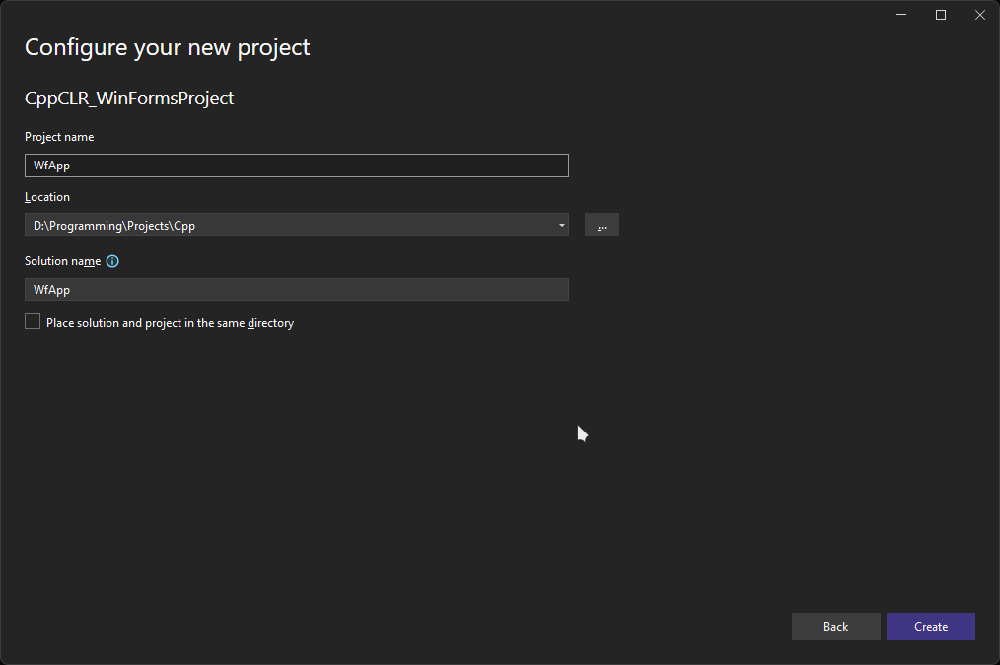 Configure your new project
CppCLR_WinFormsProject
Project name
WfApp
Location
D:\Programming\Projects\Cpp
...
Solution name
WfApp
Place solution and project in the same directory
Back
Create